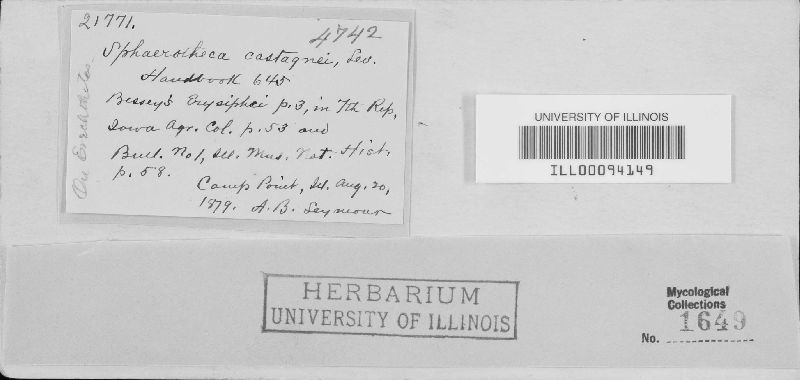 21771.
4742
Sphaerotheca castagnei, Lev.
Handbook 645
Bessey's Erysiphei p. 3, in 7th Rep,
Iowa Agr. Col. p. 53 and
Bull. No 1, Ill. Mus. Nat. Hist.
p. 58.
Camp Point, Ill. Aug. 20,
1879. A. B. Seymour
On Erechthites.
UNIVERSITY OF ILLINOIS
ILL00094149
HERBARIUM
UNIVERSITY OF ILLINOIS
Mycological
Collections
No. 1649